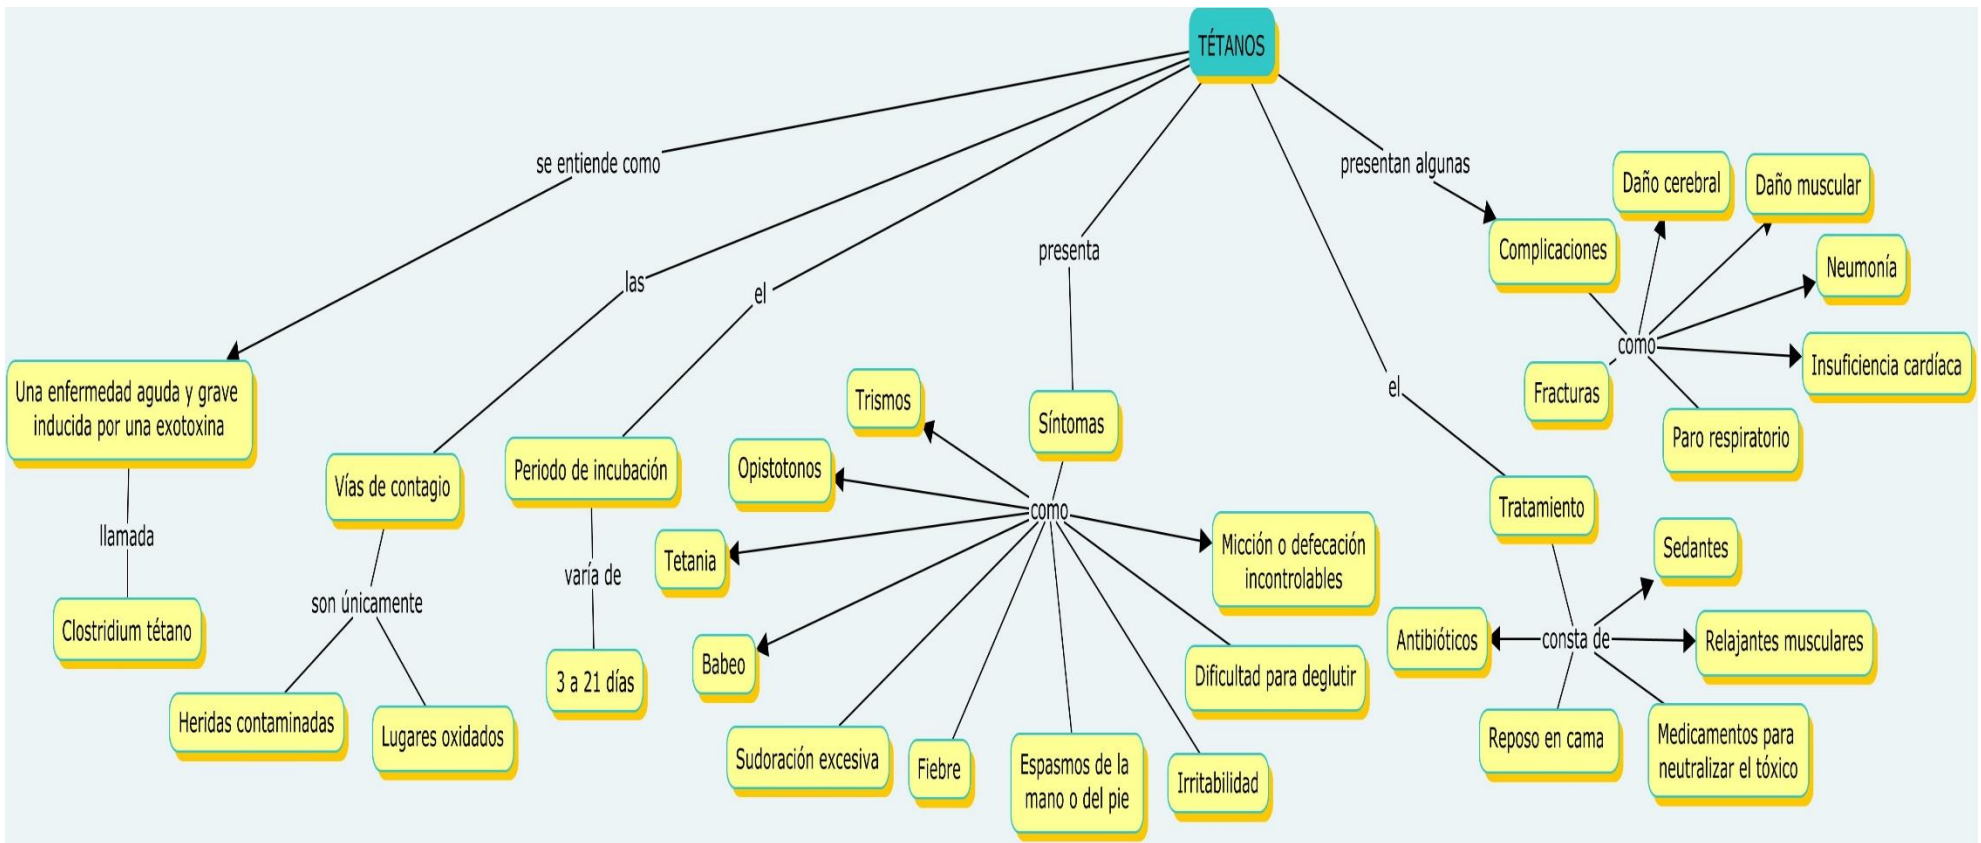 TÉTANOS
se entiende como
Una enfermedad aguda y grave
inducida por una exotoxina
llamada
Clostridium tétano
las
Vías de contagio
son únicamente
Heridas contaminadas
Lugares oxidados
el
Periodo de incubación
varía de
3 a 21 días
presenta
Síntomas
como
Trismos
Opistotonos
Tetania
Babeo
Sudoración excesiva
Fiebre
Espasmos de la
mano o del pie
Irritabilidad
Dificultad para deglutir
Micción o defecación
incontrolables
el
Tratamiento
consta de
Sedantes
Antibióticos
Relajantes musculares
Reposo en cama
Medicamentos para
neutralizar el tóxico
presentan algunas
Complicaciones
como
Daño cerebral
Daño muscular
Neumonía
Insuficiencia cardíaca
Fracturas
Paro respiratorio